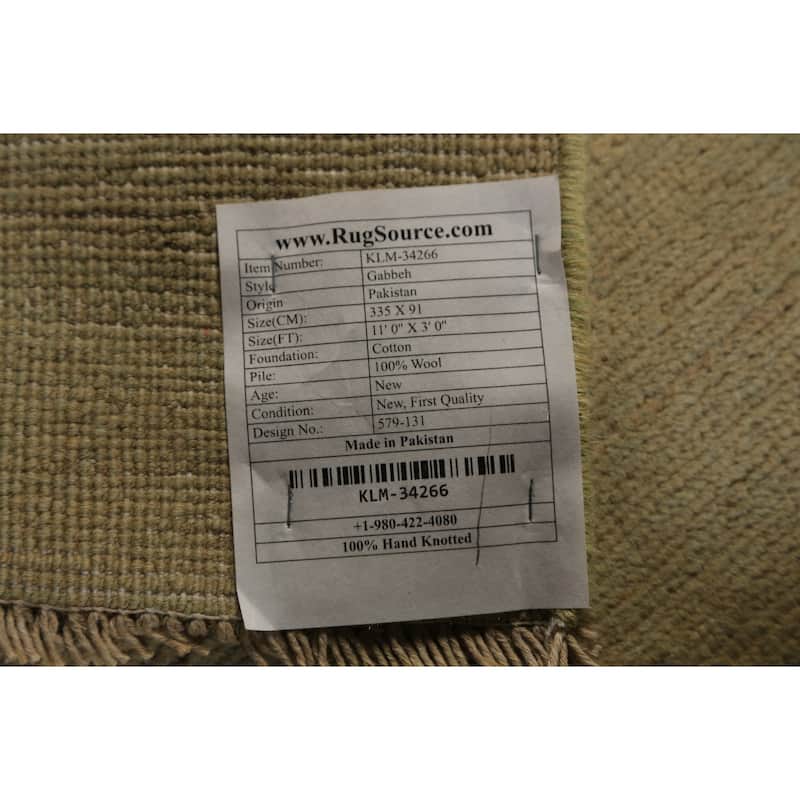 www.RugSource.com
Item Number: KLM-34266
Style Gabbeh
Origin Pakistan
Size(CM): 335 X 91
Size(FT): 11' 0" X 3' 0"
Foundation: Cotton
Pile: 100% Wool
Age: New
Condition: New, First Quality
Design No.: 579-131
Made in Pakistan
KLM-34266
+1-980-422-4080
100% Hand Knotted